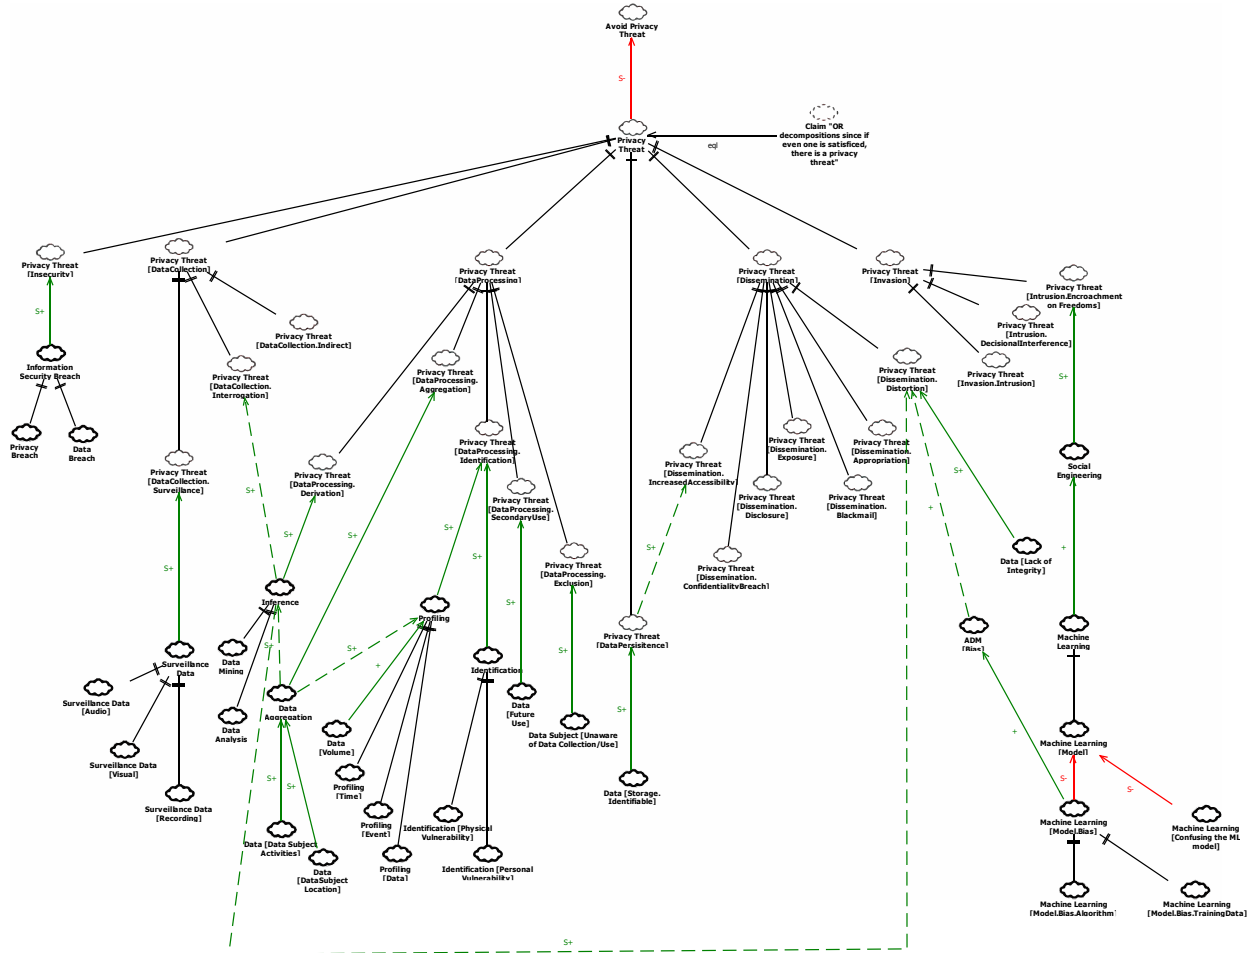 Avoid Privacy
Threat
S-
Privacy
Threat
eql
Claim "OR
decompositions since if
even one is satisficed,
there is a privacy
threat"
Privacy Threat
[Insecurity]
Privacy Threat
[DataCollection]
Privacy Threat
[DataProcessing]
Privacy Threat
[Dissemination]
Privacy Threat
[Invasion]
Privacy Threat
[Intrusion.Encroachment
on Freedoms]
S+
Privacy Threat
[DataCollection.Indirect]
Privacy Threat
[Intrusion.
DecisionalInterference]
Information
Security Breach
Privacy Threat
[DataCollection.
Interrogation]
Privacy Threat
[DataProcessing.
Aggregation]
Privacy Threat
[Dissemination.
Distortion]
Privacy Threat
[Invasion.Intrusion]
S+
Privacy
Breach
Data
Breach
Privacy Threat
[DataCollection.
Surveillance]
Privacy Threat
[DataProcessing.
Derivation]
Privacy Threat
[DataProcessing.
Identification]
Privacy Threat
[DataProcessing.
SecondaryUse]
Privacy Threat
[Dissemination.
IncreasedAccessibility]
Privacy Threat
[Dissemination.
Exposure]
Privacy Threat
[Dissemination.
Appropriation]
Privacy Threat
[Dissemination.
Disclosure]
Privacy Threat
[Dissemination.
Blackmail]
Social
Engineering
S+
S+
S+
S+
S+
S+
S+
+
+
Privacy Threat
[DataProcessing.
Exclusion]
Privacy Threat
[Dissemination.
ConfidentialityBreach]
Data [Lack of
Integrity]
Inference
Profiling
S+
S+
S+
S+
+
S+
Privacy Threat
[DataPersisitence]
ADM
[Bias]
Machine
Learning
Surveillance
Data
Data
Mining
Identification
Surveillance Data
[Audio]
Data
Aggregation
Data
Analysis
Data
[Future
Use]
Data Subject [Unaware
of Data Collection/Use]
S+
Data
[Volume]
+
Machine Learning
[Model]
Surveillance Data
[Visual]
S+
S+
Profiling
[Time]
Data [Storage.
Identifiable]
S-
S-
Surveillance Data
[Recording]
Profiling
[Event]
Identification [Physical
Vulnerability]
Machine Learning
[Model.Bias]
Machine Learning
[Confusing the ML
model]
Data [Data Subject
Activities]
Data
[DataSubject
Location]
Profiling
[Data]
Identification [Personal
Vulnerability]
Machine Learning
[Model.Bias.Algorithm]
Machine Learning
[Model.Bias.TrainingData]
S+